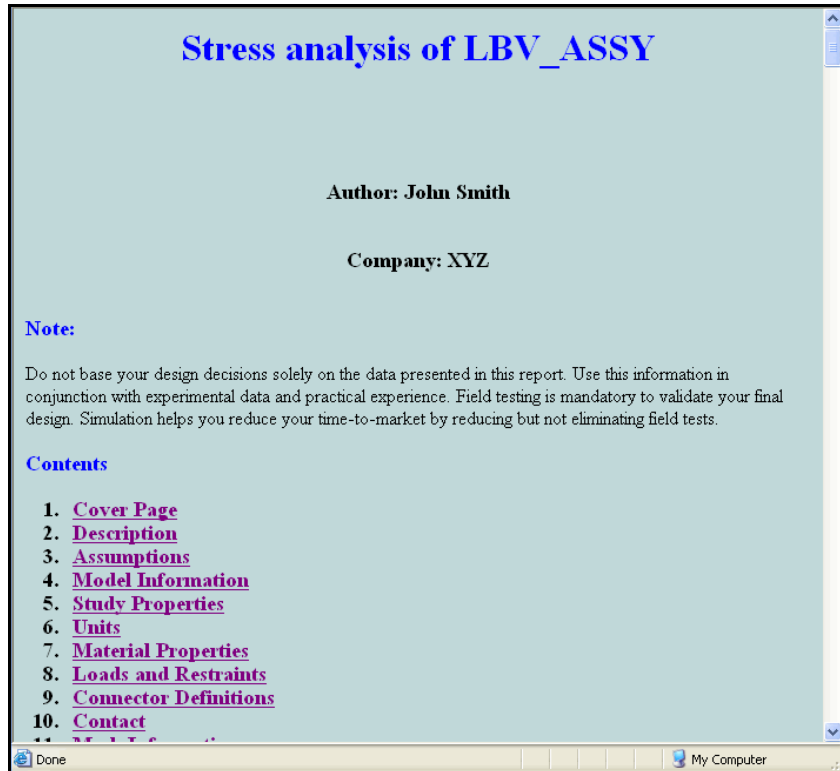 Stress analysis of LBV_ASSY
Author: John Smith
Company: XYZ
Note:
Do not base your design decisions solely on the data presented in this report. Use this information in
conjunction with experimental data and practical experience. Field testing is mandatory to validate your final
design. Simulation helps you reduce your time-to-market by reducing but not eliminating field tests.
Contents
1. Cover Page
2. Description
3. Assumptions
4. Model Information
5. Study Properties
6. Units
7. Material Properties
8. Loads and Restraints
9. Connector Definitions
10. Contact
Done
My Computer